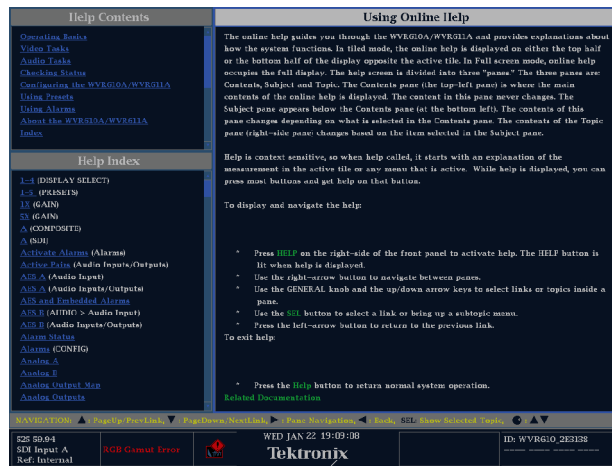 Help Contents
Operating Basics
Video Tasks
Audio Tasks
Checking Status
Configuring the WVR610A/WVR611A
Using Presets
Using Alarms
About the WVR610A/WVR611A
Index
Help Index
1-4 (DISPLAY SELECT)
1-5 (PRESETS)
1X (GAIN)
5X (GAIN)
A (COMPOSITE)
A (SDI)
Activate Alarms (Alarms)
Active Pairs (Audio Inputs/Outputs)
AES A (Audio Input)
AES A (Audio Inputs/Outputs)
AES and Embedded Alarms
AES B (AUDIO > Audio Input)
AES B (Audio Inputs/Outputs)
Alarm Status
Alarms (CONFIG)
Analog A
Analog B
Analog Output Map
Analog Outputs
Using Online Help
The online help guides you through the WVR610A/WVR611A and provides explanations about
how the system functions. In tiled mode, the online help is displayed on either the top half
or the bottom half of the display opposite the active tile. In Full screen mode, online help
occupies the full display. The help screen is divided into three "panes." The three panes are:
Contents, Subject and Topic. The Contents pane (the top-left pane) is where the main
contents of the online help is displayed. The content in this pane never changes. The
Subject pane appears below the Contents pane (at the bottom left). The contents of this
pane changes depending on what is selected in the Contents pane. The contents of the Topic
pane (right-side pane) changes based on the item selected in the Subject pane.
Help is context sensitive, so when help called, it starts with an explanation of the
measurement in the active tile or any menu that is active. While help is displayed, you can
press most buttons and get help on that button.
To display and navigate the help:
* Press HELP on the right-side of the front panel to activate help. The HELP button is
lit when help is displayed.
* Use the right-arrow button to navigate between panes.
* Use the GENERAL knob and the up/down arrow keys to select links or topics inside a
pane.
* Use the SEL button to select a link or bring up a subtopic menu.
* Press the left-arrow button to return to the previous link.
To exit help:
* Press the Help button to return normal system operation.
Related Documentation
NAVIGATION: ▲: PageUp/PrevLink, ▼: PageDown/NextLink, ▶: Pane Navigation, ◀: Back, SEL: Show Selected Topic, : ▲▼
525 59.94
SDI Input A
Ref: Internal
RGB Gamut Error
WED JAN 22 19:09:08
Tektronix
ID: WVR610_2E3138
---- ---- ---- ----